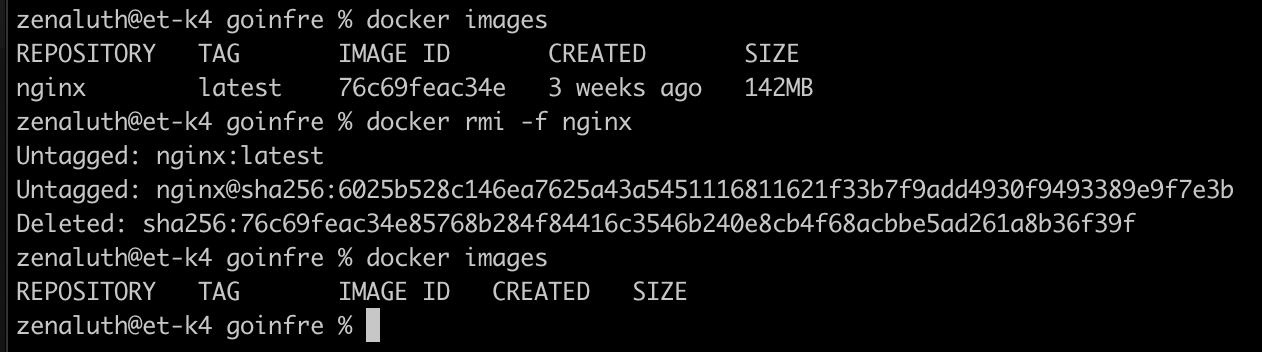 zenaluth@et-k4 goinfre % docker images
REPOSITORY   TAG       IMAGE ID       CREATED       SIZE
nginx        latest    76c69feac34e   3 weeks ago   142MB
zenaluth@et-k4 goinfre % docker rmi -f nginx
Untagged: nginx:latest
Untagged: nginx@sha256:6025b528c146ea7625a43a5451116811621f33b7f9add4930f9493389e9f7e3b
Deleted: sha256:76c69feac34e85768b284f84416c3546b240e8cb4f68acbbe5ad261a8b36f39f
zenaluth@et-k4 goinfre % docker images
REPOSITORY   TAG       IMAGE ID   CREATED   SIZE
zenaluth@et-k4 goinfre %